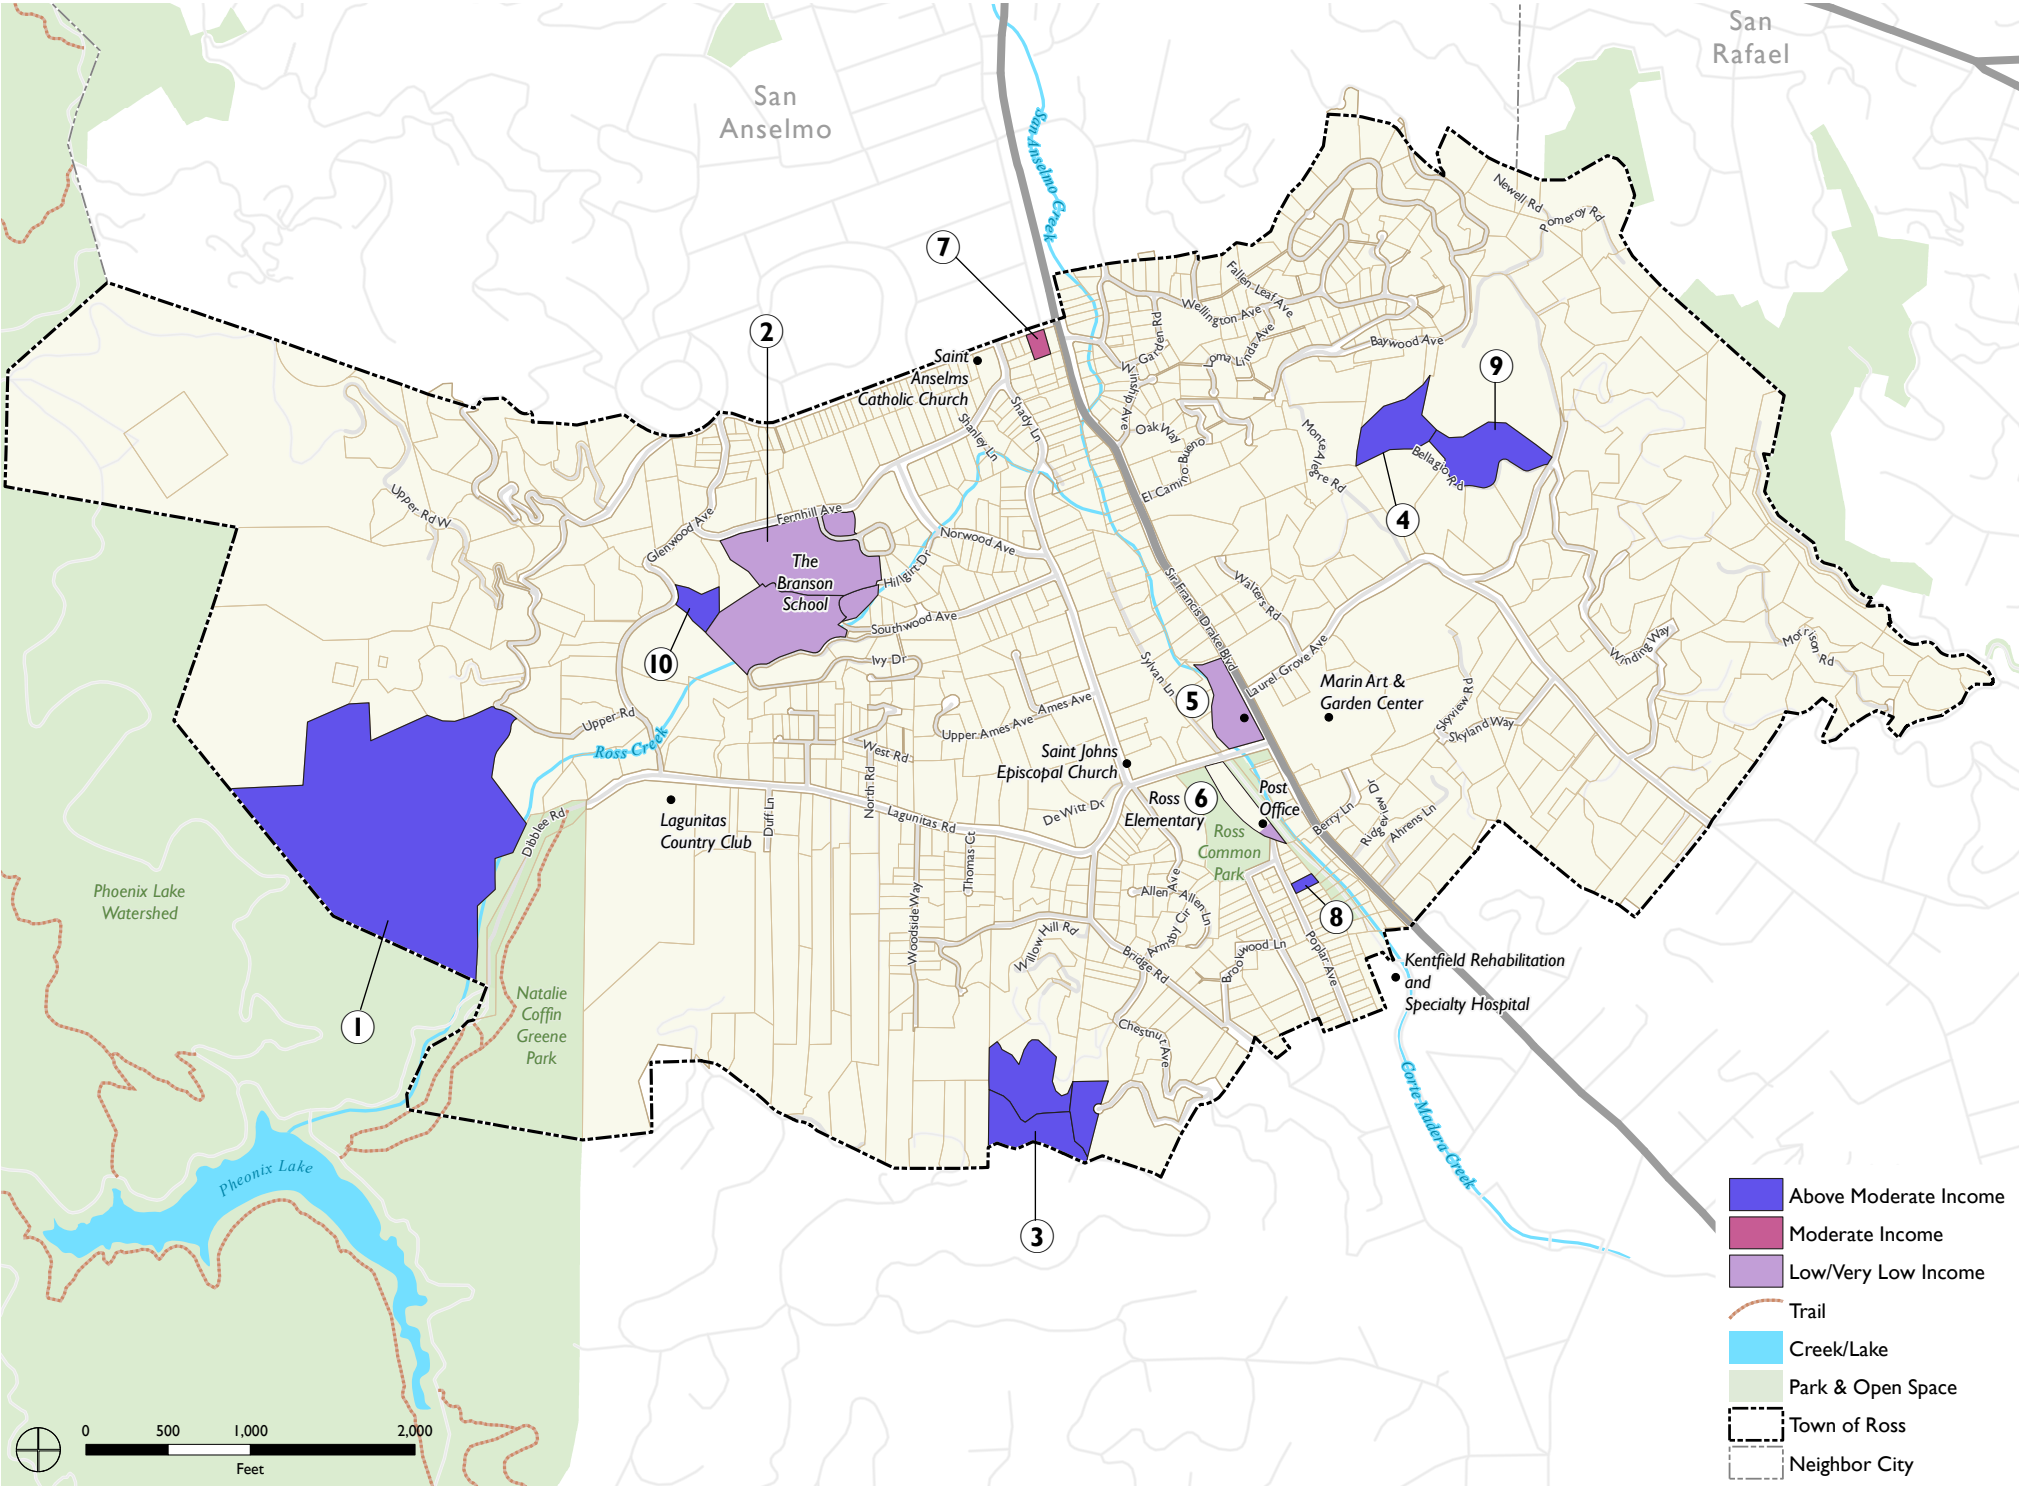 San
Rafael
San
Anselmo
San Anselmo Creek
Newell Rd
Pomeroy Rd
7
Fallen Leaf Ave
Wellington Ave
2
Garden Rd
Loma Linda Ave
Baywood Ave
Saint
Anselms
Catholic Church
Winship Ave
9
Shady Ln
Shanley Ln
Oak Way
El Camino Bueno
Monte Alegre Rd
Bellagio Rd
4
Upper Rd W
Glenwood Ave
Fernhill Ave
Norwood Ave
The
Branson
School
Hillgirt Dr
Sir Francis Drake Blvd
Walters Rd
10
Southwood Ave
Ivy Dr
Laurel Grove Ave
Winding Way
Morrison Rd
Sylvan Ln
5
Marin Art &
Garden Center
Skyview Rd
Skyland Way
Upper Rd
Ross Creek
Upper Ames Ave
Ames Ave
West Rd
North Rd
Saint Johns
Episcopal Church
Lagunitas
Country Club
Duff Ln
Lagunitas Rd
De Witt Dr
Ross
Elementary
6
Post
Office
Ross
Common
Park
Berry Ln
Ridgeview Dr
Ahrens Ln
Dibblee Rd
Thomas Ct
Woodside Way
Allen Ave
Allen Ln
Armsby Cir
8
Phoenix Lake
Watershed
Willow Hill Rd
Bridge Rd
Brookwood Ln
Poplar Ave
Kentfield Rehabilitation
and
Specialty Hospital
1
Natalie
Coffin
Greene
Park
Chestnut Ave
Corte Madera Creek
Pheonix Lake
3
Above Moderate Income
Moderate Income
Low/Very Low Income
Trail
Creek/Lake
Park & Open Space
Town of Ross
Neighbor City
0 500 1,000 2,000
Feet